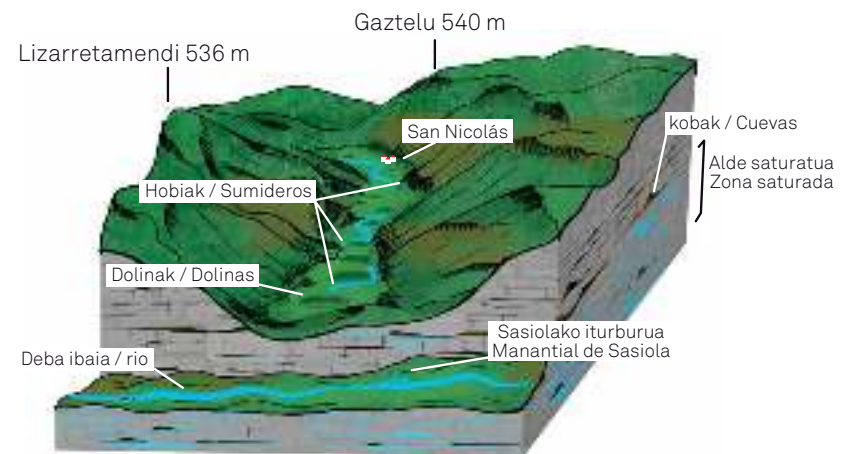 Gaztelu 540 m
Lizarretamendi 536 m
San Nicolás
kobak / Cuevas
Alde saturatua
Zona saturada
Hobiak / Sumideros
Dolinak / Dolinas
Sasiolako iturburua
Manantial de Sasiola
Deba ibaia / rio